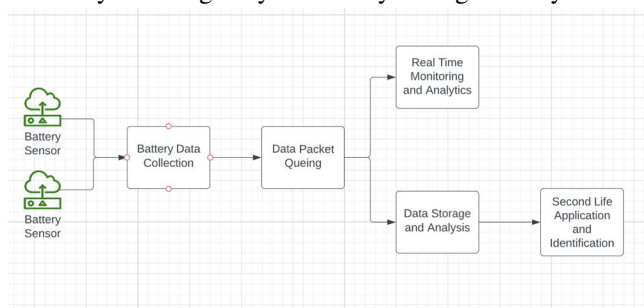 Battery
Sensor
Battery
Sensor
Battery Data
Collection
Data Packet
Queing
Real Time
Monitoring
and Analytics
Data Storage
and Analysis
Second Life
Application
and
Identification